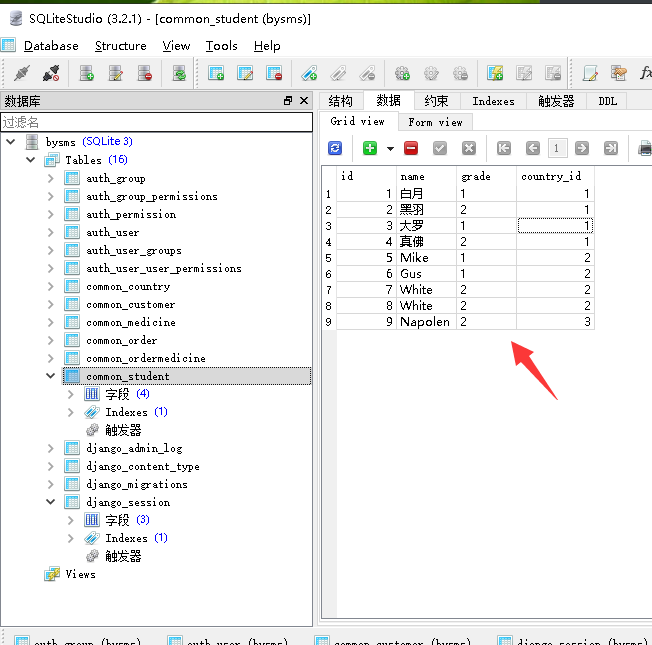 SQLiteStudio (3.2.1) - [common_student (bysms)]
Database Structure View Tools Help
数据库
过滤名
bysms (SQLite 3)
Tables (16)
auth_group
auth_group_permissions
auth_permission
auth_user
auth_user_groups
auth_user_user_permissions
common_country
common_customer
common_medicine
common_order
common_ordermedicine
common_student
字段 (4)
Indexes (1)
触发器
django_admin_log
django_content_type
django_migrations
django_session
字段 (3)
Indexes (1)
触发器
Views
结构 数据 约束 Indexes 触发器 DDL
Grid view Form view
1
id name grade country_id
1 1 白月 1 1
2 2 黑羽 2 1
3 3 大罗 1 1
4 4 真佛 2 1
5 5 Mike 1 2
6 6 Gus 1 2
7 7 White 2 2
8 8 White 2 2
9 9 Napolen 2 3
auth_group (bysms) auth_user (bysms) common_customer (bysms) django_session (bysms)